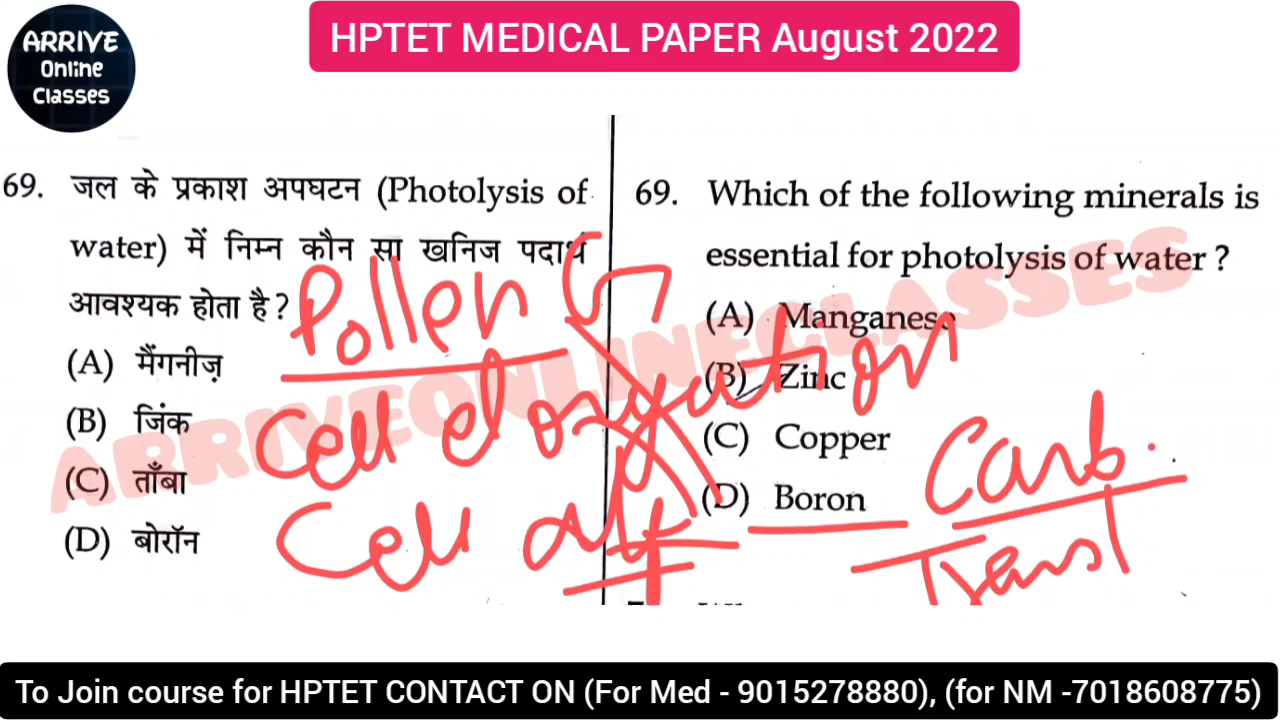 ARRIVE
Online
Classes
HPTET MEDICAL PAPER August 2022
69. जल के प्रकाश अपघटन (Photolysis of
water) में निम्न कौन सा खनिज पदार्थ
आवश्यक होता है?
(A) मैंगनीज़
(B) जिंक
(C) ताँबा
(D) बोरॉन
69. Which of the following minerals is
essential for photolysis of water ?
(A) Manganese
(B) Zinc
(C) Copper
(D) Boron
Pollen G
Cell elongation
Cell
Carb.
Transl
ARRIVEONLINECLASSES
To Join course for HPTET CONTACT ON (For Med - 9015278880), (for NM -7018608775)